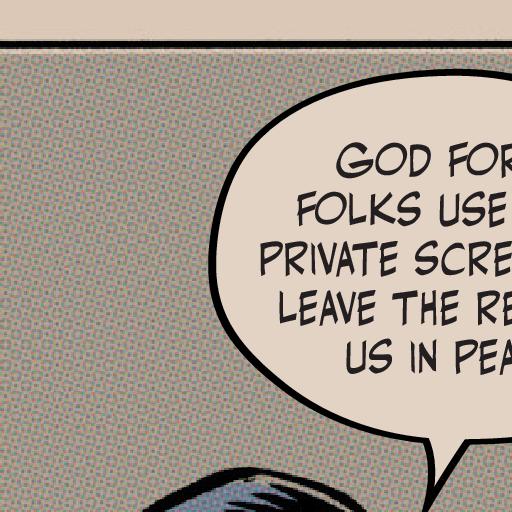 GOD FOR
FOLKS USE
PRIVATE SCRE
LEAVE THE RE
US IN PEA